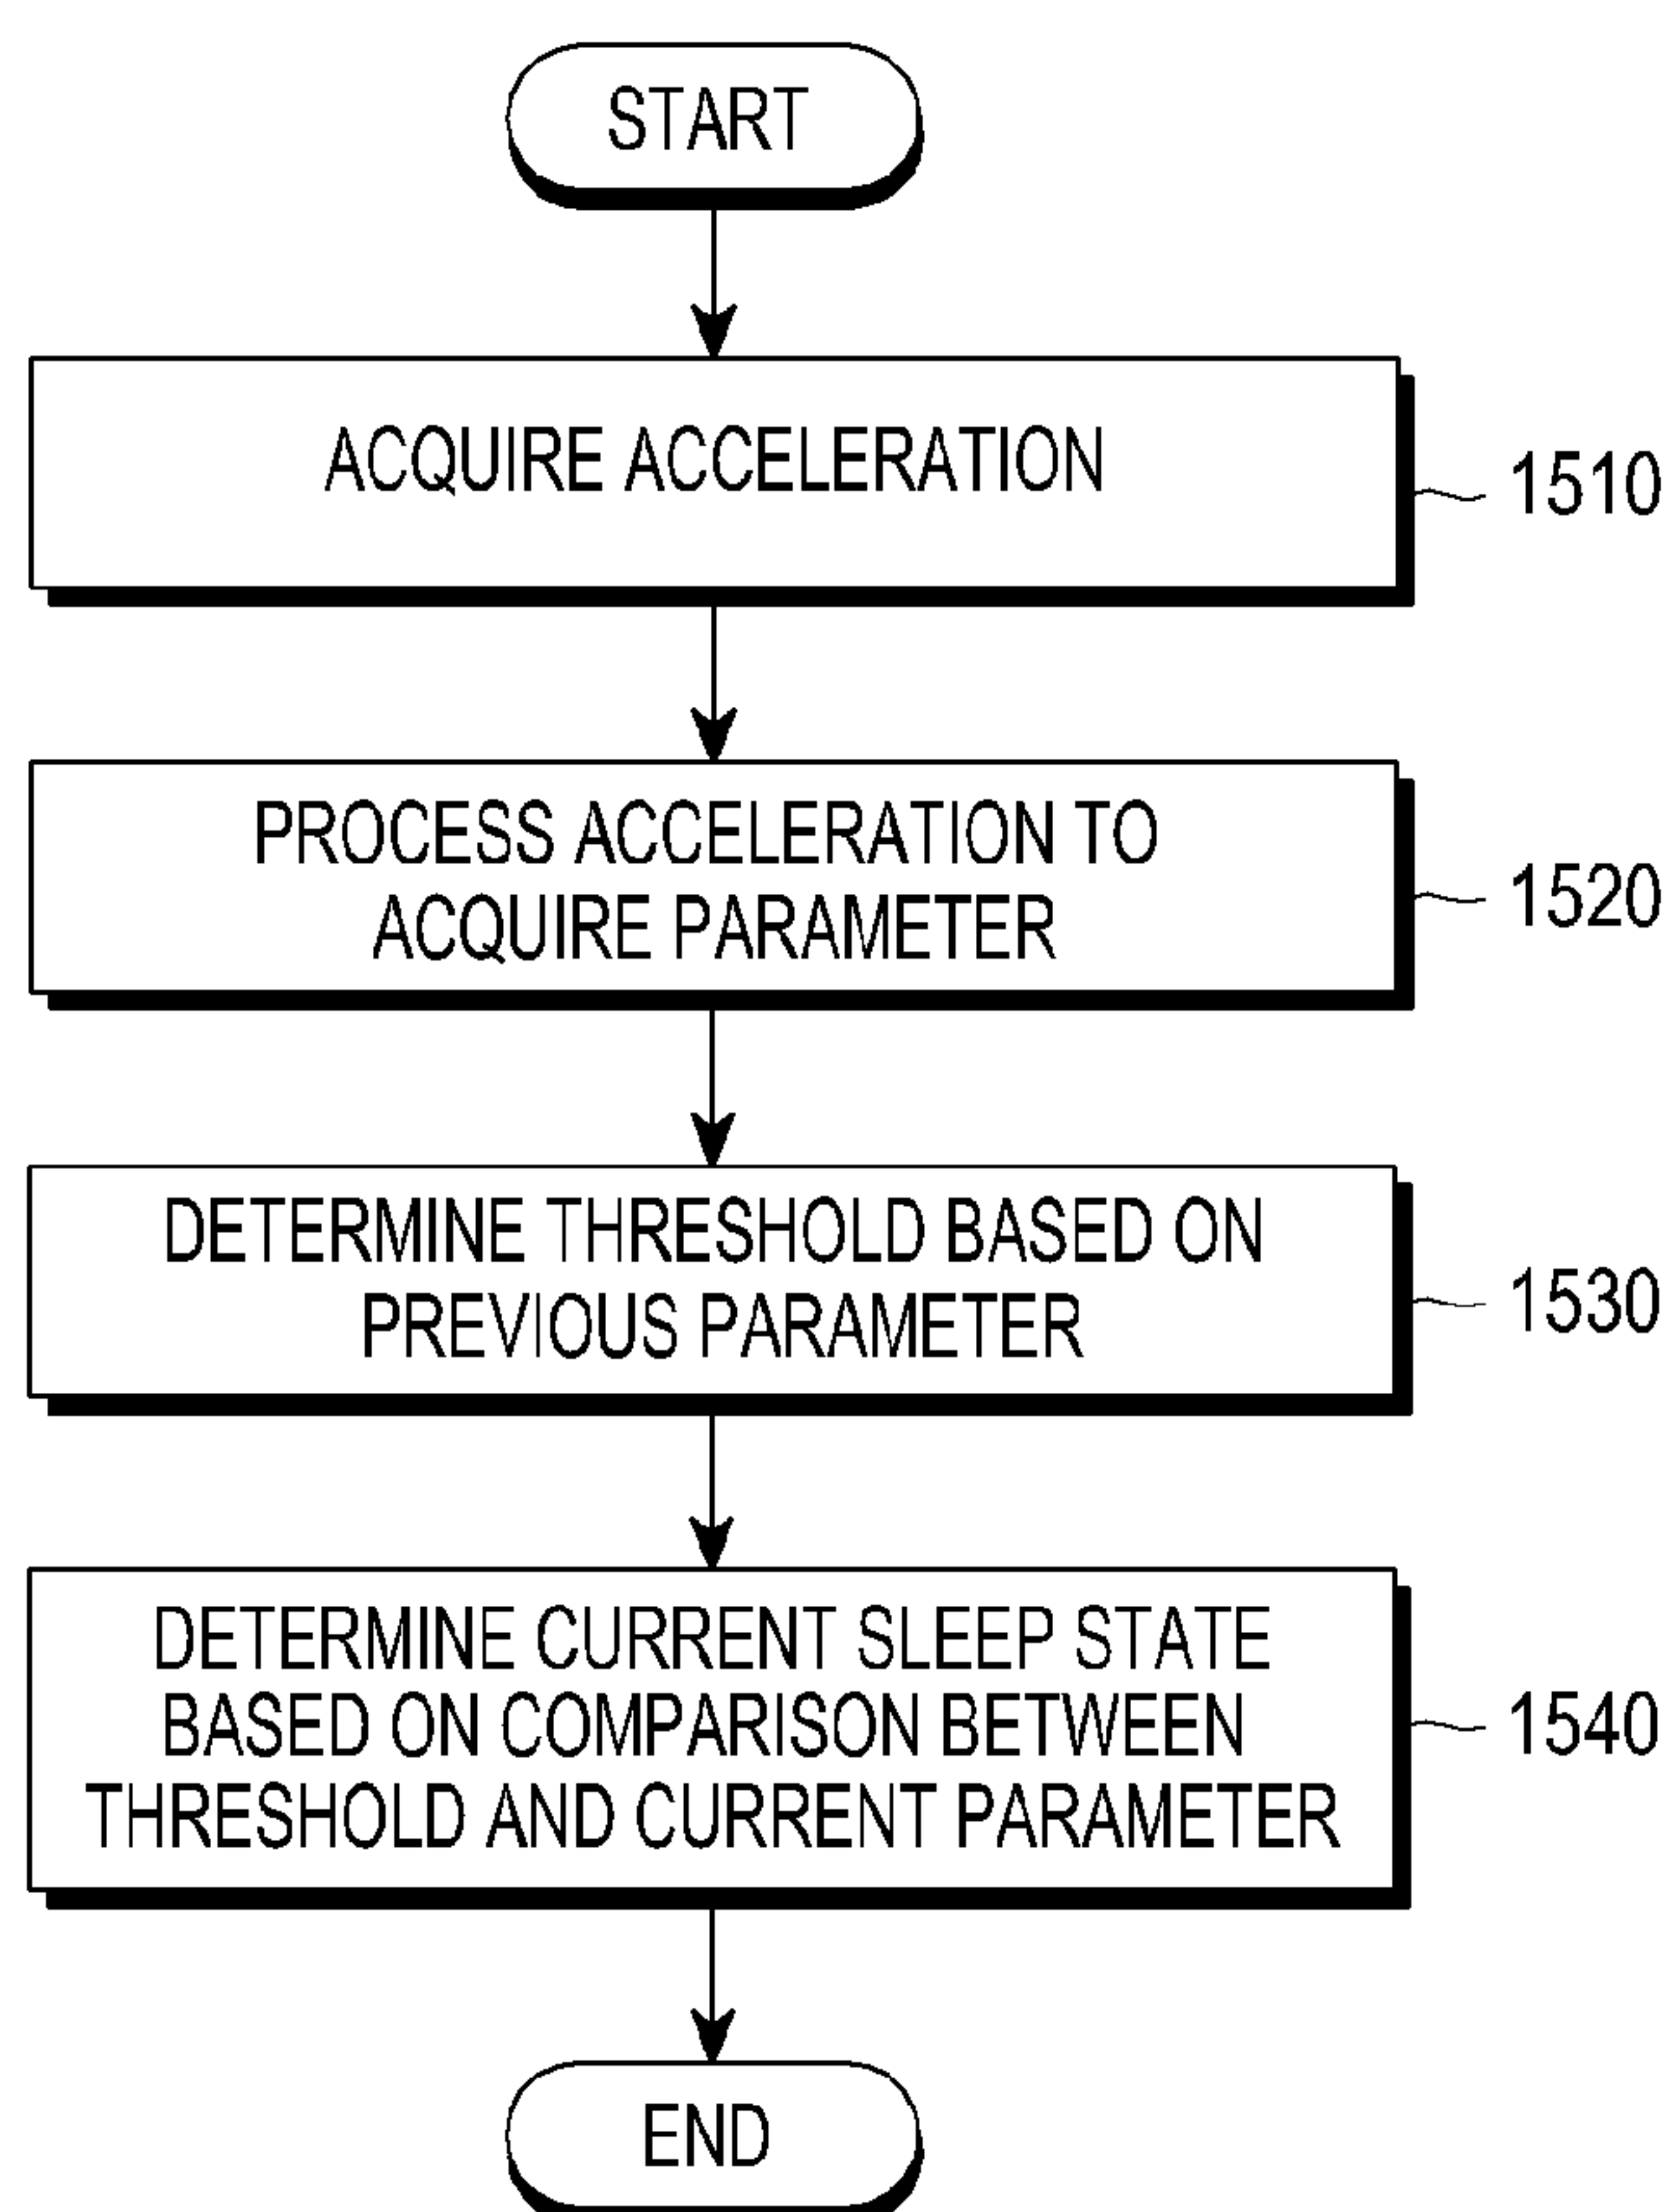 START
ACQUIRE ACCELERATION
1510
PROCESS ACCELERATION TO
ACQUIRE PARAMETER
1520
DETERMINE THRESHOLD BASED ON
PREVIOUS PARAMETER
1530
DETERMINE CURRENT SLEEP STATE
BASED ON COMPARISON BETWEEN
THRESHOLD AND CURRENT PARAMETER
1540
END